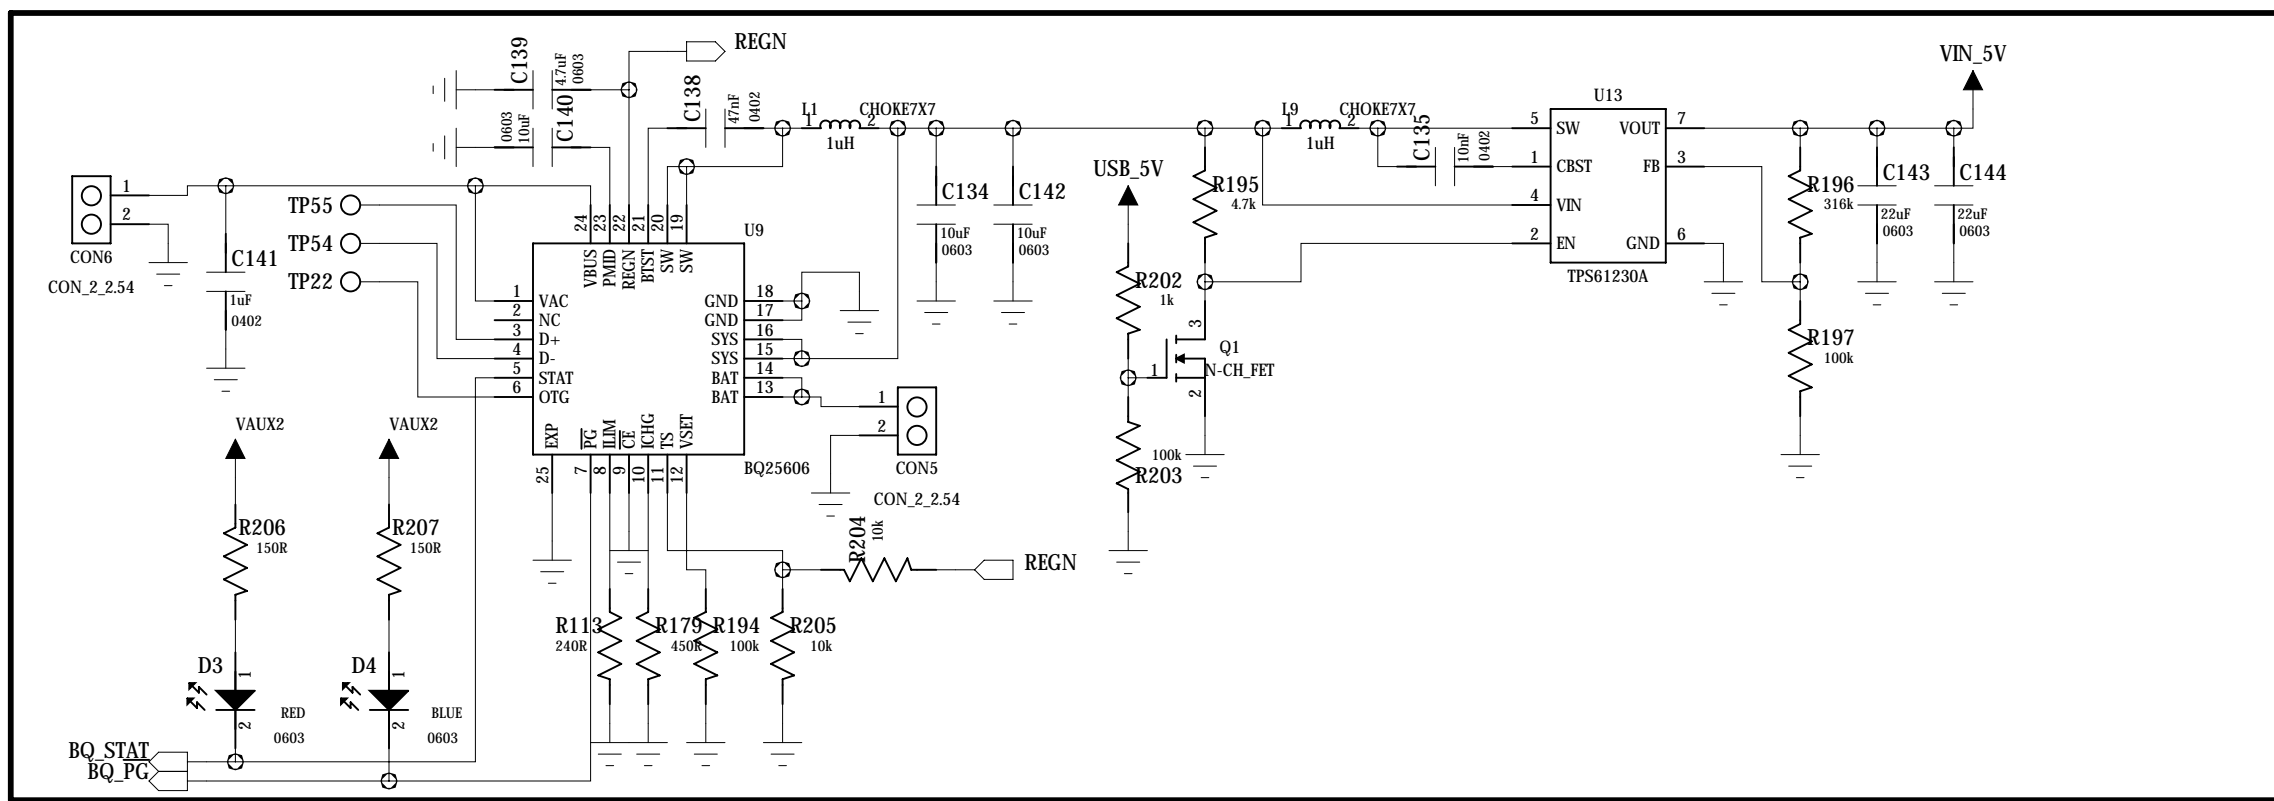 REGN
C139
4.7uF
0603
C140
10uF
0603
C138
47nF
0402
L1
CHOKE7X7
1
2
1uH
L9
CHOKE7X7
1
2
1uH
C135
10nF
0402
U13
5 SW
1 CBST
4 VIN
2 EN
VOUT 7
FB 3
GND 6
TPS61230A
VIN_5V
R196
316k
C143
22uF
0603
C144
22uF
0603
R197
100k
USB_5V
R195
4.7k
R202
1k
Q1
N-CH_FET
1
2
3
100k
R203
C134
10uF
0603
C142
10uF
0603
CON6
CON_2_2.54
1
2
C141
1uF
0402
TP55
TP54
TP22
U9
24 VBUS
23 PMID
22 REGN
21 BTST
20 SW
19 SW
1 VAC
2 NC
3 D+
4 D-
5 STAT
6 OTG
GND 18
GND 17
SYS 16
SYS 15
BAT 14
BAT 13
25 EXP
7 PG
8 ILIM
9 CE
10 ICHG
11 TS
12 VSET
BQ25606
1
2
CON5
CON_2_2.54
R204
10k
REGN
R113
240R
R179
450R
R194
100k
R205
10k
VAUX2
VAUX2
R206
150R
R207
150R
D3
1
2
RED
0603
D4
1
2
BLUE
0603
BQ_STAT
BQ_PG